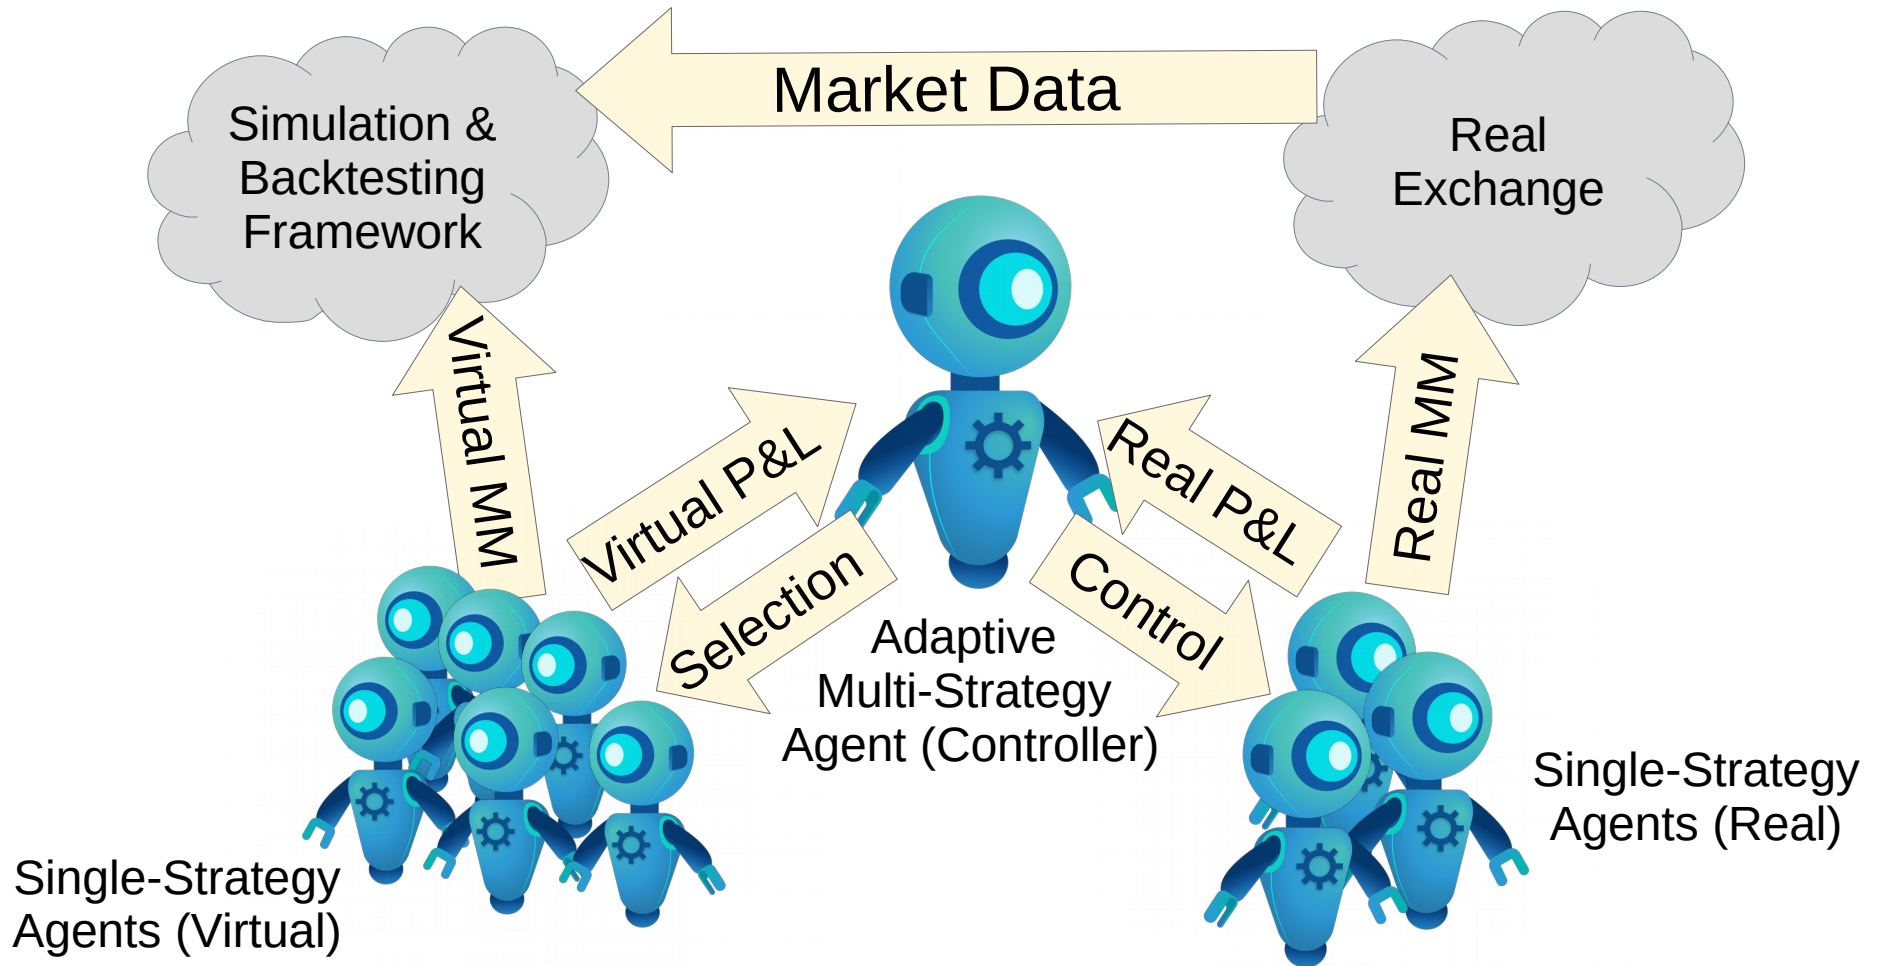 Market Data
Simulation &
Backtesting
Framework
Real
Exchange
Virtual MM
Virtual P&L
Selection
Real P&L
Control
Real MM
Adaptive
Multi-Strategy
Agent (Controller)
Single-Strategy
Agents (Real)
Single-Strategy
Agents (Virtual)